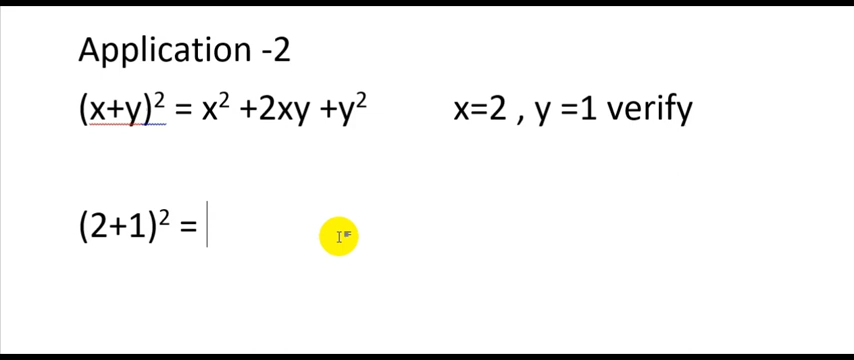 Application -2
(x+y)² = x² +2xy +y² x=2 , y =1 verify
(2+1)² =